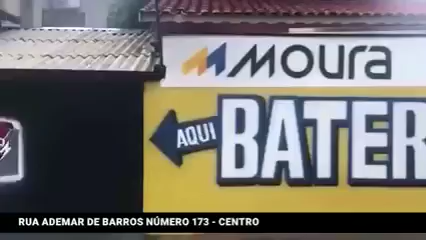 moura
AQUI
BATER
RUA ADEMAR DE BARROS NÚMERO 173 - CENTRO